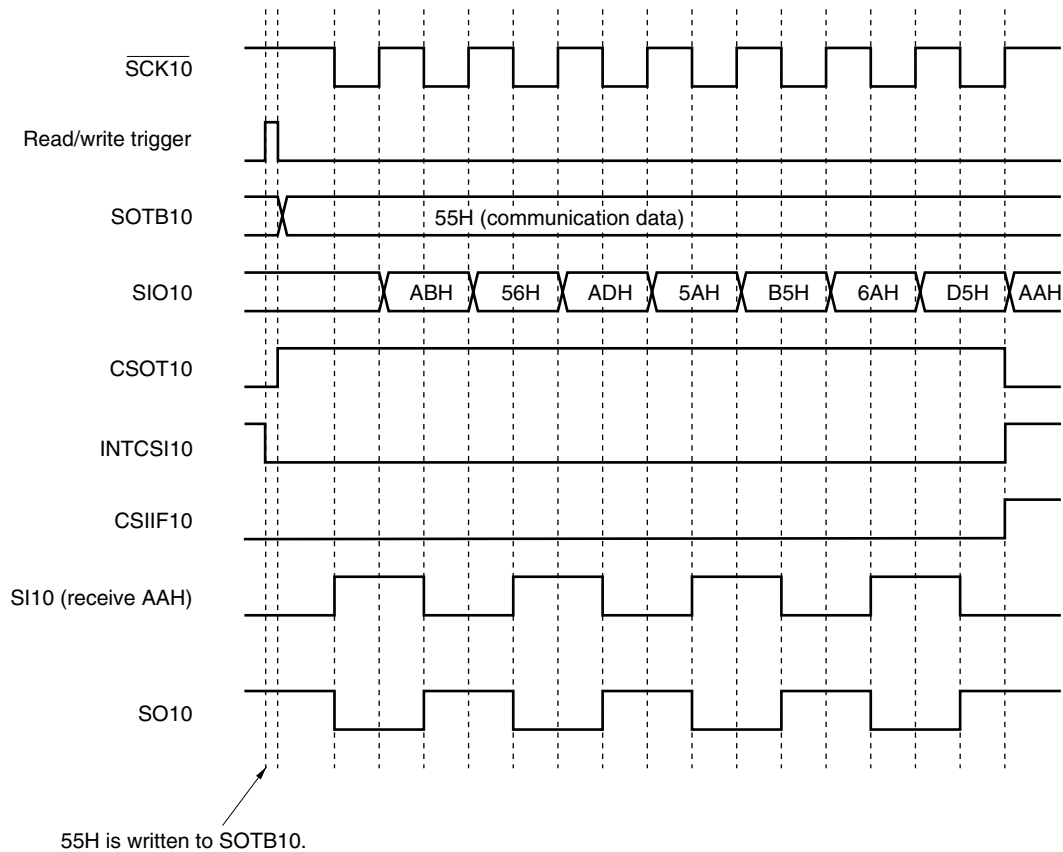 SCK10
Read/write trigger
SOTB10
55H (communication data)
SIO10
ABH 56H ADH 5AH B5H 6AH D5H AAH
CSOT10
INTCSI10
CSIIF10
SI10 (receive AAH)
SO10
55H is written to SOTB10.